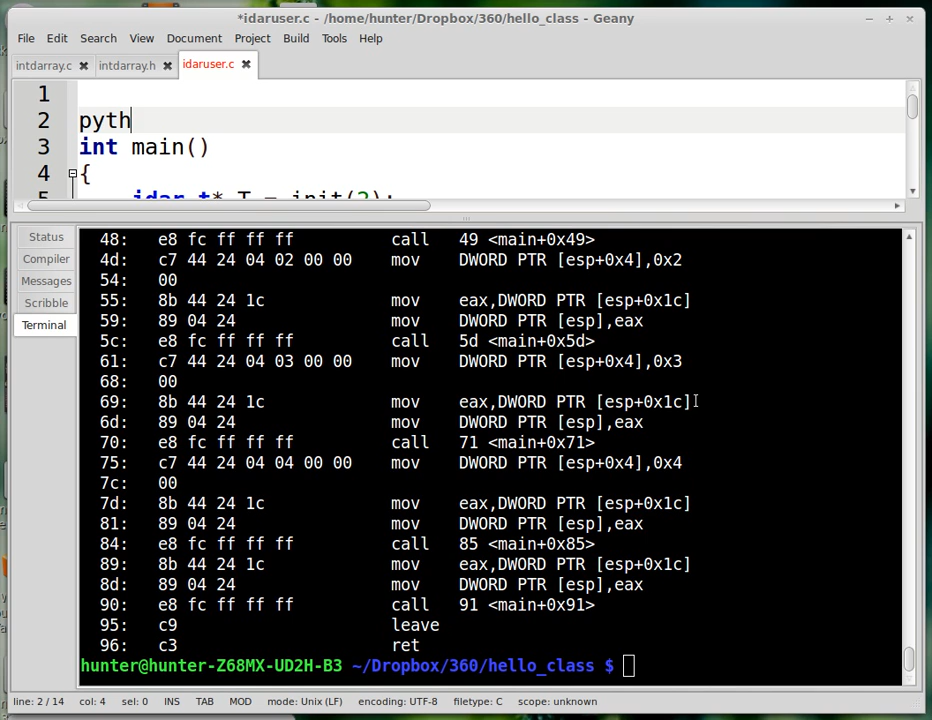 *idaruser.c - /home/hunter/Dropbox/360/hello_class - Geany
File Edit Search View Document Project Build Tools Help
intdarray.c intdarray.h idaruser.c
1
2 pyth
3 int main()
4 {
5 idar_t* T = init(2);
Status
Compiler
Messages
Scribble
Terminal
48: e8 fc ff ff ff call 49 <main+0x49>
4d: c7 44 24 04 02 00 00 mov DWORD PTR [esp+0x4],0x2
54: 00
55: 8b 44 24 1c mov eax,DWORD PTR [esp+0x1c]
59: 89 04 24 mov DWORD PTR [esp],eax
5c: e8 fc ff ff ff call 5d <main+0x5d>
61: c7 44 24 04 03 00 00 mov DWORD PTR [esp+0x4],0x3
68: 00
69: 8b 44 24 1c mov eax,DWORD PTR [esp+0x1c]
6d: 89 04 24 mov DWORD PTR [esp],eax
70: e8 fc ff ff ff call 71 <main+0x71>
75: c7 44 24 04 04 00 00 mov DWORD PTR [esp+0x4],0x4
7c: 00
7d: 8b 44 24 1c mov eax,DWORD PTR [esp+0x1c]
81: 89 04 24 mov DWORD PTR [esp],eax
84: e8 fc ff ff ff call 85 <main+0x85>
89: 8b 44 24 1c mov eax,DWORD PTR [esp+0x1c]
8d: 89 04 24 mov DWORD PTR [esp],eax
90: e8 fc ff ff ff call 91 <main+0x91>
95: c9 leave
96: c3 ret
hunter@hunter-Z68MX-UD2H-B3 ~/Dropbox/360/hello_class $
line: 2 / 14 col: 4 sel: 0 INS TAB MOD mode: Unix (LF) encoding: UTF-8 filetype: C scope: unknown